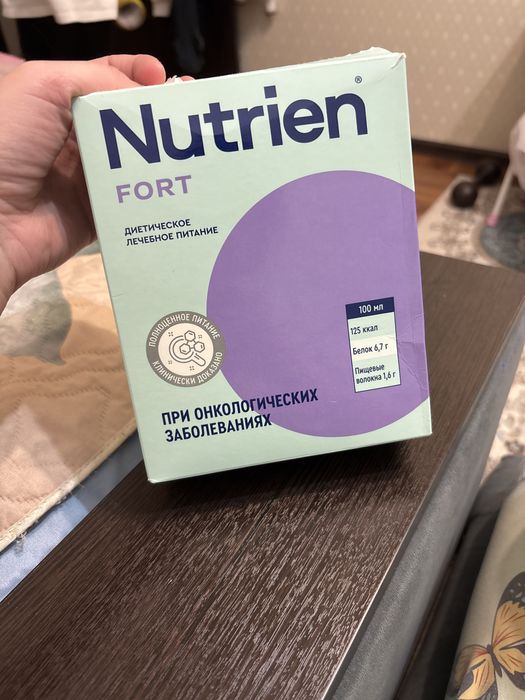 Nutrien®
FORT
ДИЕТИЧЕСКОЕ
ЛЕЧЕБНОЕ ПИТАНИЕ
ПОЛНОЦЕННОЕ ПИТАНИЕ
КЛИНИЧЕСКИ ДОКАЗАНО
100 мл
125 ккал
Белок 6,7 г
Пищевые
волокна 1,6 г
ПРИ ОНКОЛОГИЧЕСКИХ
ЗАБОЛЕВАНИЯХ